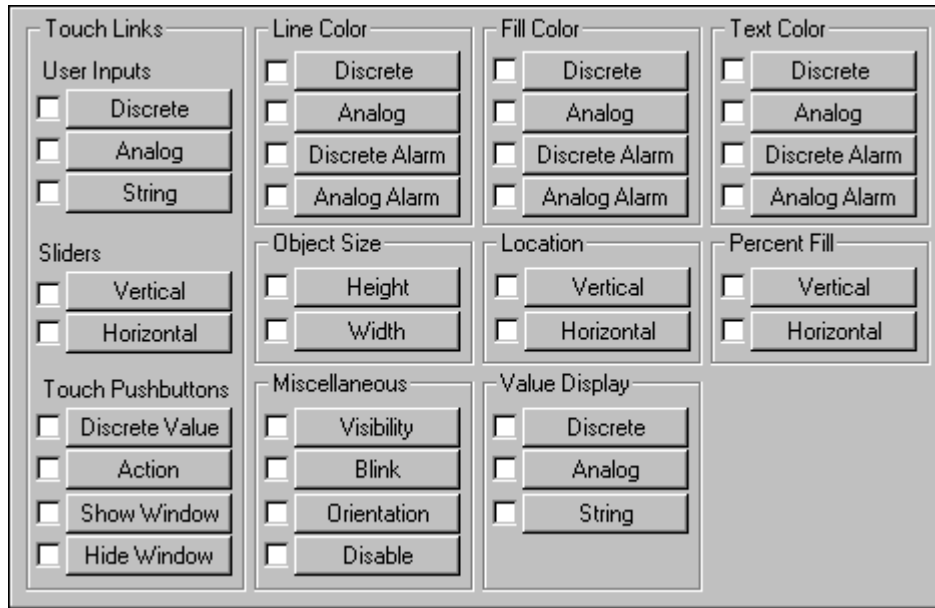 Touch Links
User Inputs
Discrete
Analog
String
Sliders
Vertical
Horizontal
Touch Pushbuttons
Discrete Value
Action
Show Window
Hide Window
Line Color
Discrete
Analog
Discrete Alarm
Analog Alarm
Object Size
Height
Width
Miscellaneous
Visibility
Blink
Orientation
Disable
Fill Color
Discrete
Analog
Discrete Alarm
Analog Alarm
Location
Vertical
Horizontal
Value Display
Discrete
Analog
String
Text Color
Discrete
Analog
Discrete Alarm
Analog Alarm
Percent Fill
Vertical
Horizontal